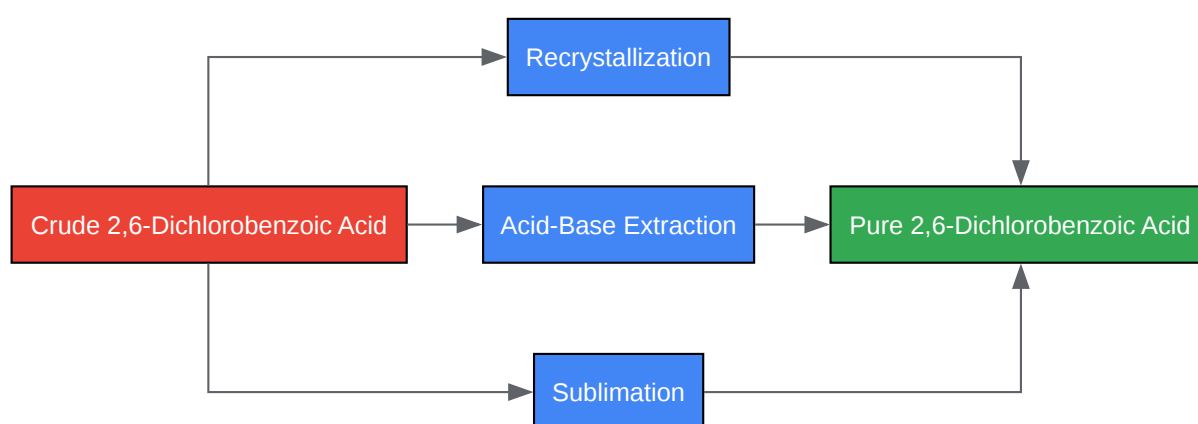 Recrystallization
Crude 2,6-Dichlorobenzoic Acid
Acid-Base Extraction
Pure 2,6-Dichlorobenzoic Acid
Sublimation